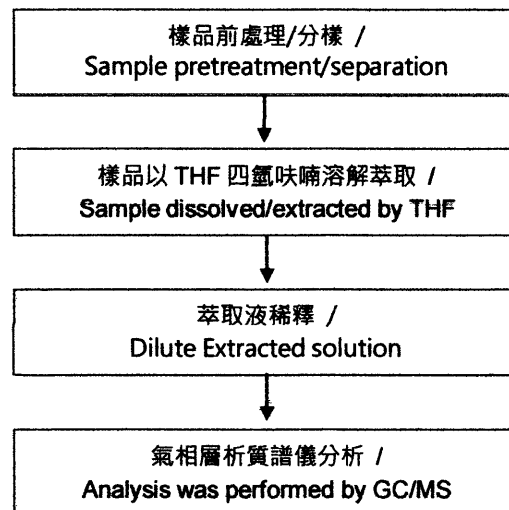 樣品前處理/分樣 /
Sample pretreatment/separation
樣品以 THF 四氫呋喃溶解萃取 /
Sample dissolved/extracted by THF
萃取液稀釋 /
Dilute Extracted solution
氣相層析質譜儀分析 /
Analysis was performed by GC/MS